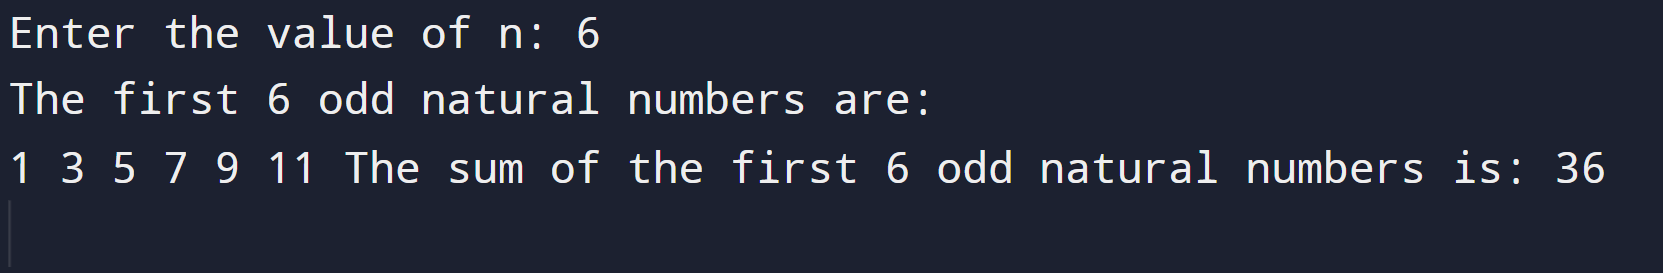 Enter the value of n: 6
The first 6 odd natural numbers are:
1 3 5 7 9 11 The sum of the first 6 odd natural numbers is: 36